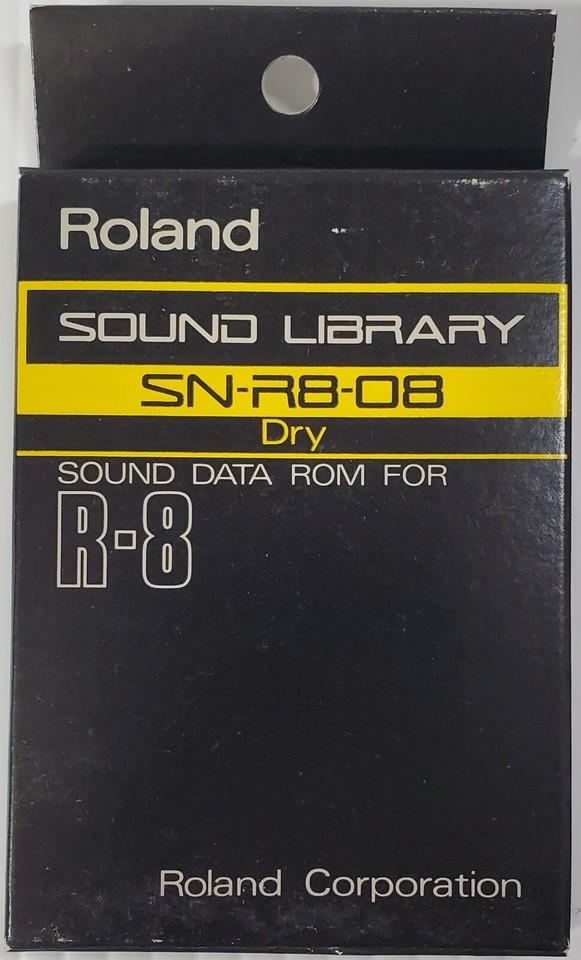 Roland
SOUND LIBRARY
SN-R8-08
Dry
SOUND DATA ROM FOR
R-8
Roland Corporation